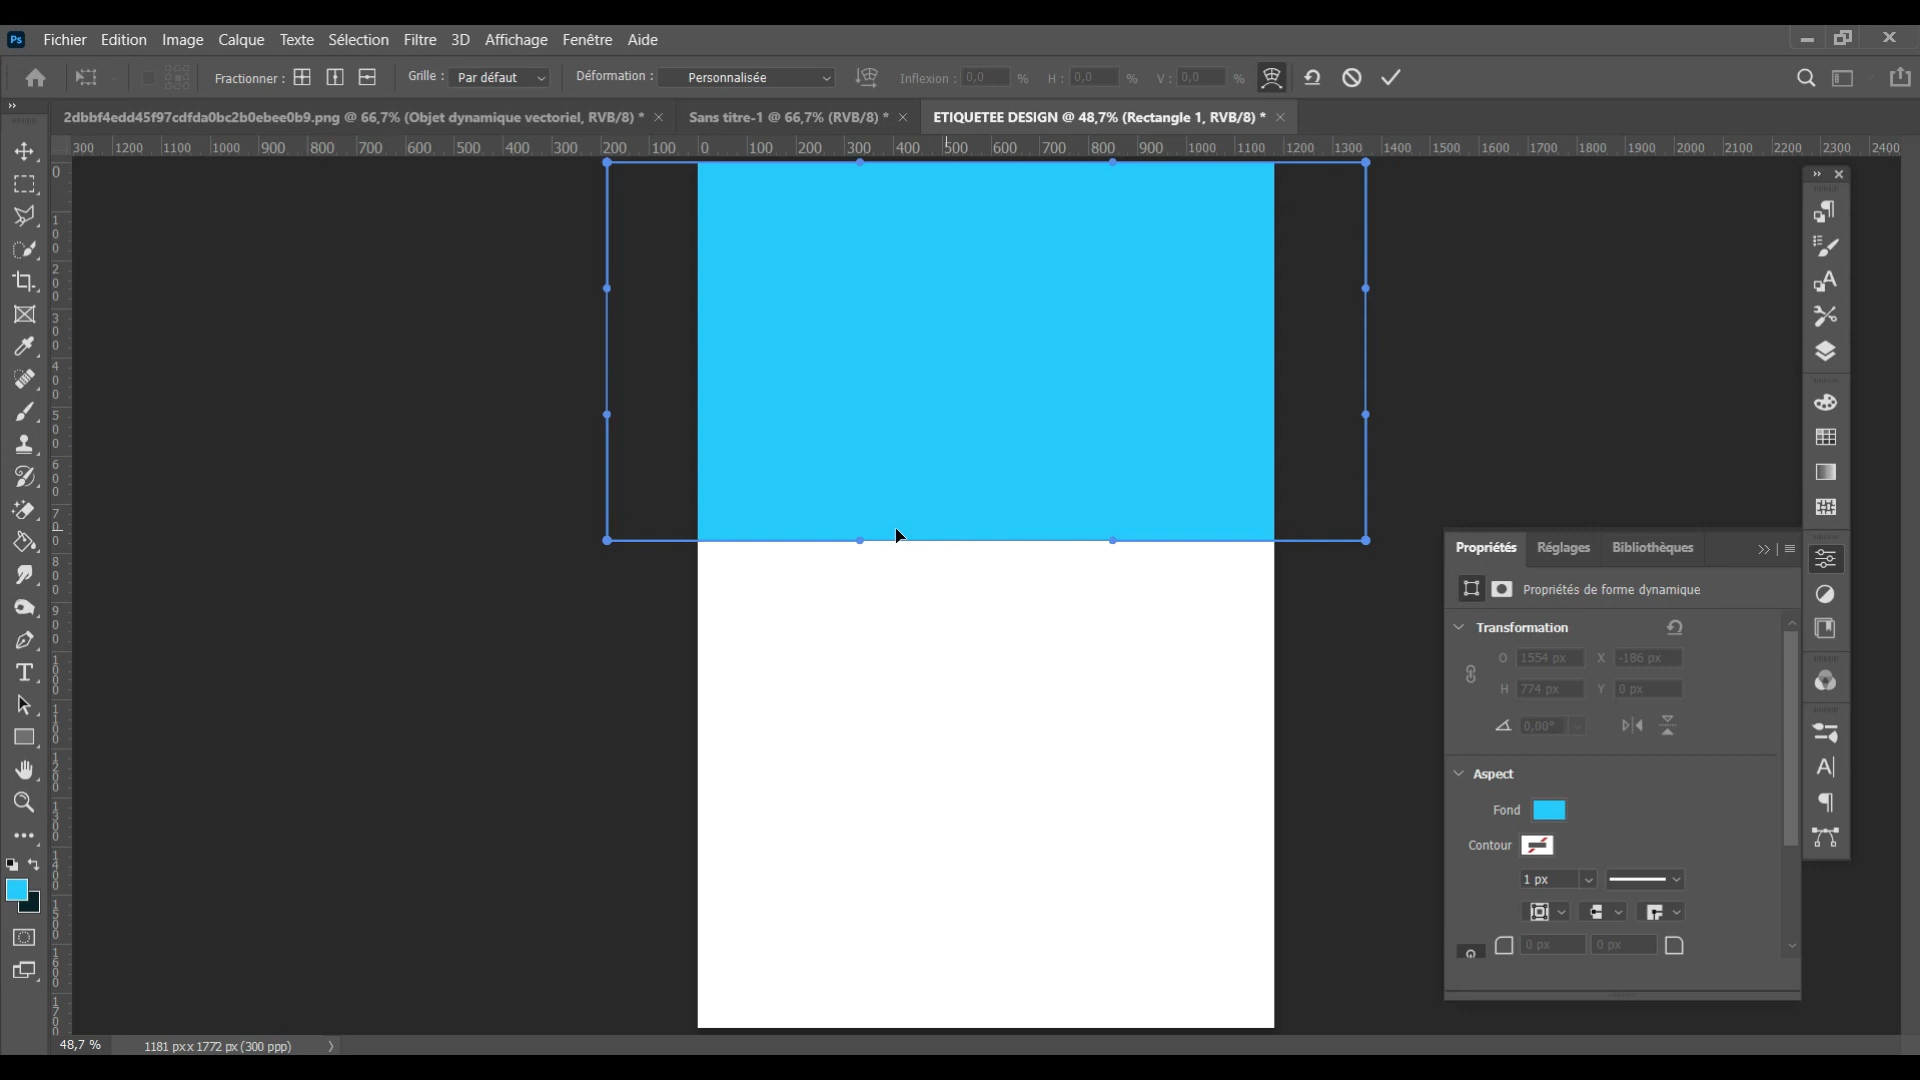 Ps Fichier Edition Image Calque Texte Sélection Filtre 3D Affichage Fenêtre Aide
Fractionner : Grille : Par défaut Déformation : Personnalisée Inflexion : 0,0 % H : 0,0 % V : 0,0 %
2dbbf4edd45f97cdfda0bc2b0ebee0b9.png @ 66,7% (Objet dynamique vectoriel, RVB/8) * Sans titre-1 @ 66,7% (RVB/8) * ETIQUETEE DESIGN @ 48,7% (Rectangle 1, RVB/8) *
300 1200 1100 1000 900 800 700 600 500 400 300 200 100 0 100 200 300 400 500 600 700 800 900 1000 1100 1200 1300 1400 1500 1600 1700 1800 1900 2000 2100 2200 2300 2400
0
100
200
300
400
500
600
700
800
900
1000
1100
1200
1300
1400
1500
1600
1700
Propriétés Réglages Bibliothèques
Propriétés de forme dynamique
Transformation
O 1554 px X -186 px
H 774 px Y 0 px
0,00°
Aspect
Fond
Contour
1 px
0 px 0 px
48,7 % 1181 px x 1772 px (300 ppp)